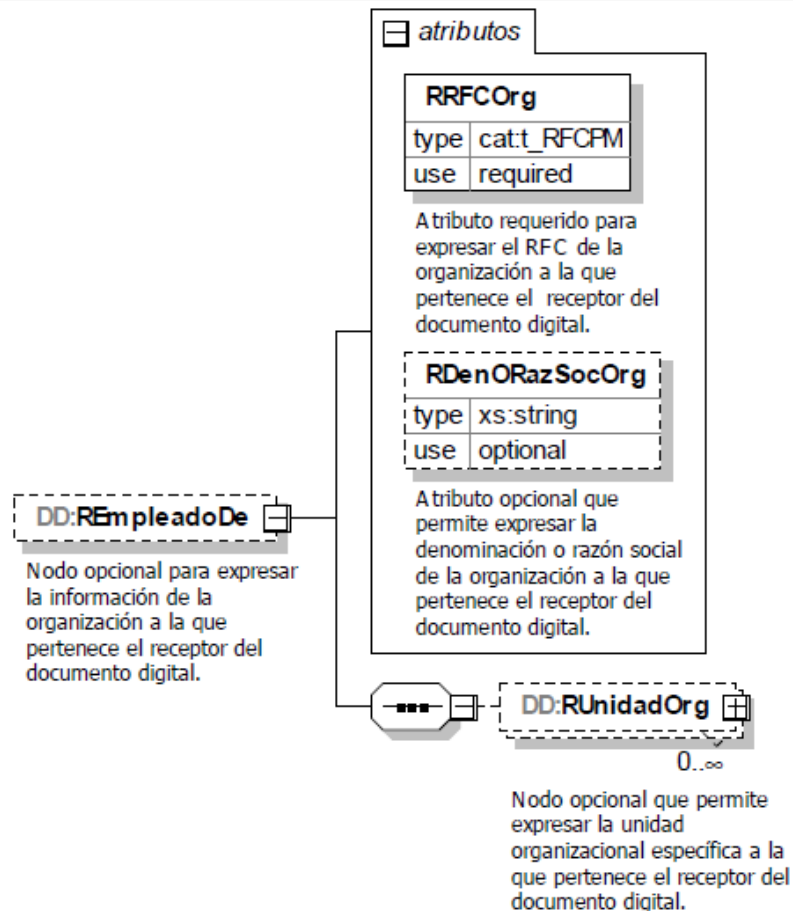 atributos
RRFCOrg
type cat:t_RFCPM
use required
Atributo requerido para
expresar el RFC de la
organización a la que
pertenece el receptor del
documento digital.
RDenORazSocOrg
type xs:string
use optional
Atributo opcional que
permite expresar la
denominación o razón social
de la organización a la que
pertenece el receptor del
documento digital.
DD:REmpleadoDe
Nodo opcional para expresar
la información de la
organización a la que
pertenece el receptor del
documento digital.
DD:RUnidadOrg
0..∞
Nodo opcional que permite
expresar la unidad
organizacional específica a la
que pertenece el receptor del
documento digital.